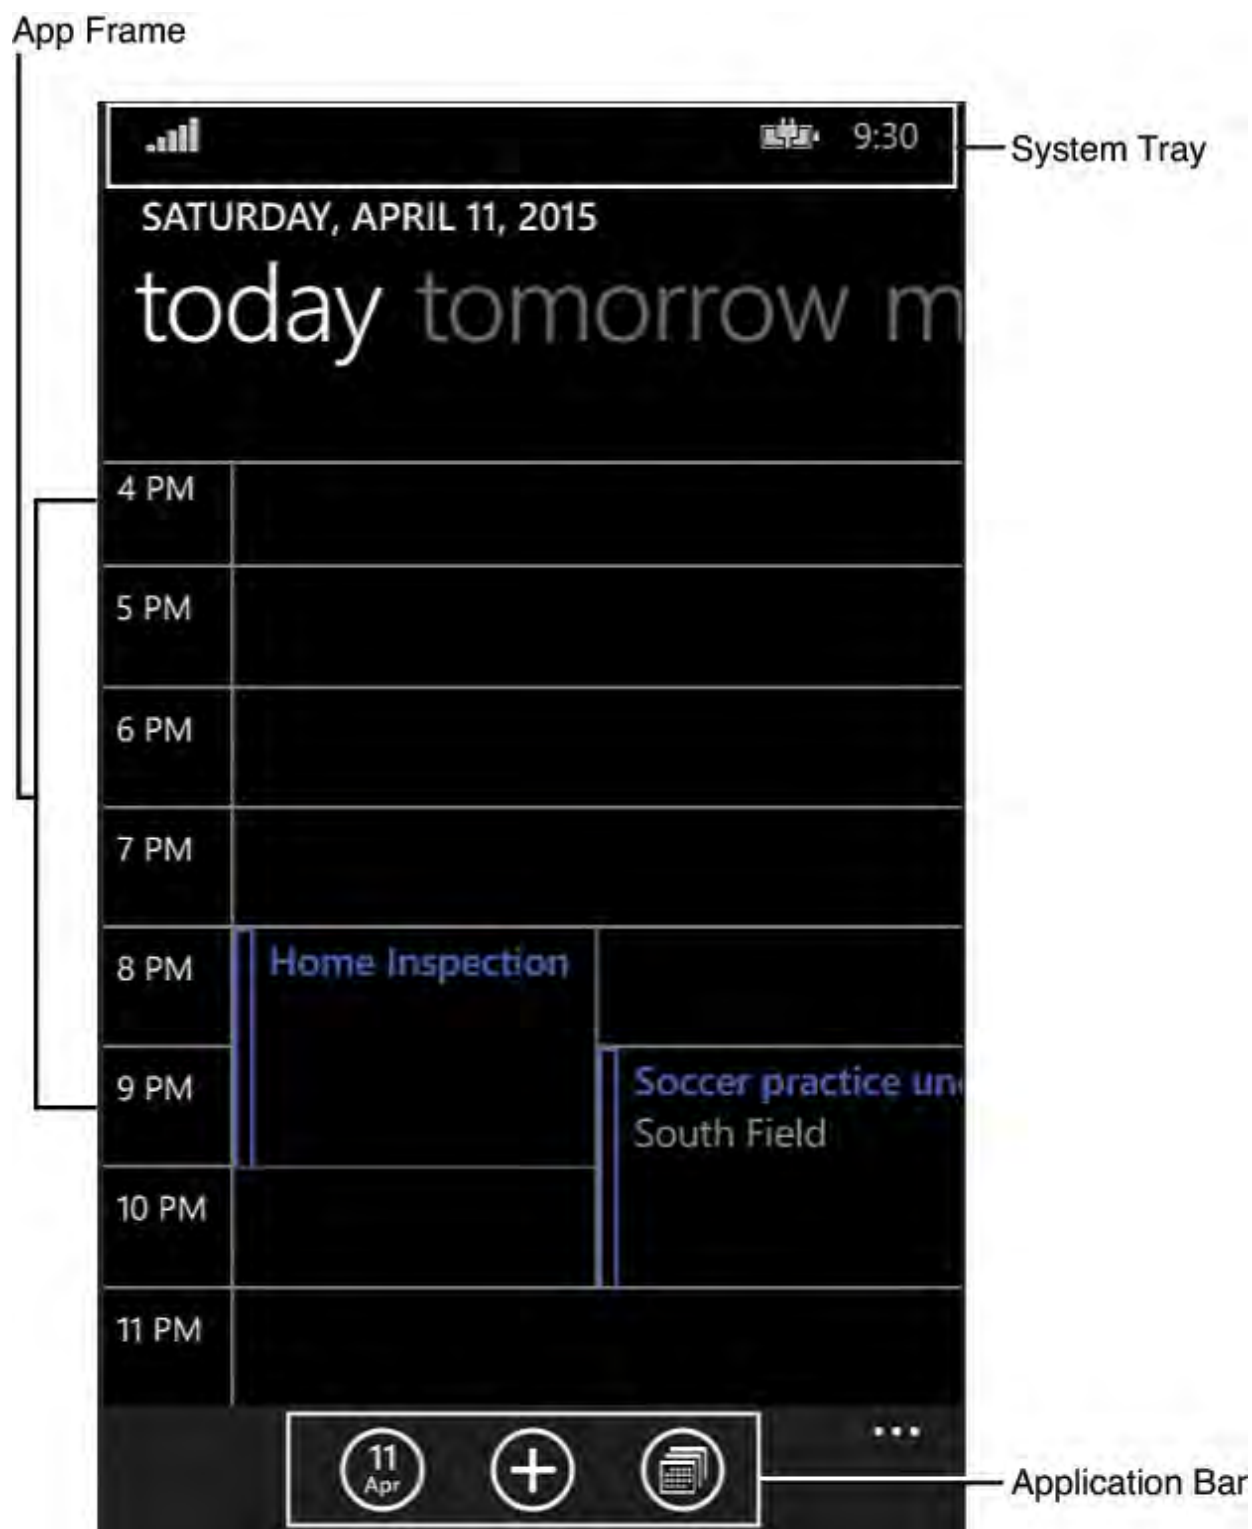 App Frame
9:30
System Tray
SATURDAY, APRIL 11, 2015
today tomorrow m
4 PM
5 PM
6 PM
7 PM
8 PM
Home Inspection
9 PM
Soccer practice un
South Field
10 PM
11 PM
11
Apr
Application Bar